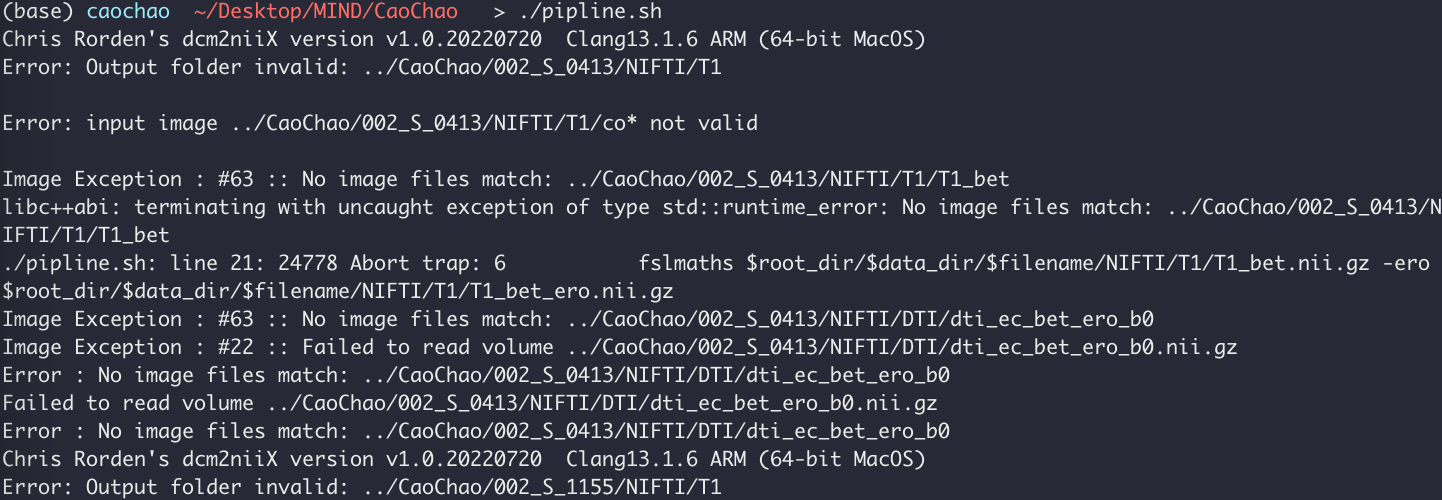 (base) caochao ~/Desktop/MIND/CaoChao > ./pipline.sh
Chris Rorden's dcm2niiX version v1.0.20220720  Clang13.1.6 ARM (64-bit MacOS)
Error: Output folder invalid: ../CaoChao/002_S_0413/NIFTI/T1
Error: input image ../CaoChao/002_S_0413/NIFTI/T1/co* not valid
Image Exception : #63 :: No image files match: ../CaoChao/002_S_0413/NIFTI/T1/T1_bet
libc++abi: terminating with uncaught exception of type std::runtime_error: No image files match: ../CaoChao/002_S_0413/N
IFTI/T1/T1_bet
./pipline.sh: line 21: 24778 Abort trap: 6           fslmaths $root_dir/$data_dir/$filename/NIFTI/T1/T1_bet.nii.gz -ero
$root_dir/$data_dir/$filename/NIFTI/T1/T1_bet_ero.nii.gz
Image Exception : #63 :: No image files match: ../CaoChao/002_S_0413/NIFTI/DTI/dti_ec_bet_ero_b0
Image Exception : #22 :: Failed to read volume ../CaoChao/002_S_0413/NIFTI/DTI/dti_ec_bet_ero_b0.nii.gz
Error : No image files match: ../CaoChao/002_S_0413/NIFTI/DTI/dti_ec_bet_ero_b0
Failed to read volume ../CaoChao/002_S_0413/NIFTI/DTI/dti_ec_bet_ero_b0.nii.gz
Error : No image files match: ../CaoChao/002_S_0413/NIFTI/DTI/dti_ec_bet_ero_b0
Chris Rorden's dcm2niiX version v1.0.20220720  Clang13.1.6 ARM (64-bit MacOS)
Error: Output folder invalid: ../CaoChao/002_S_1155/NIFTI/T1